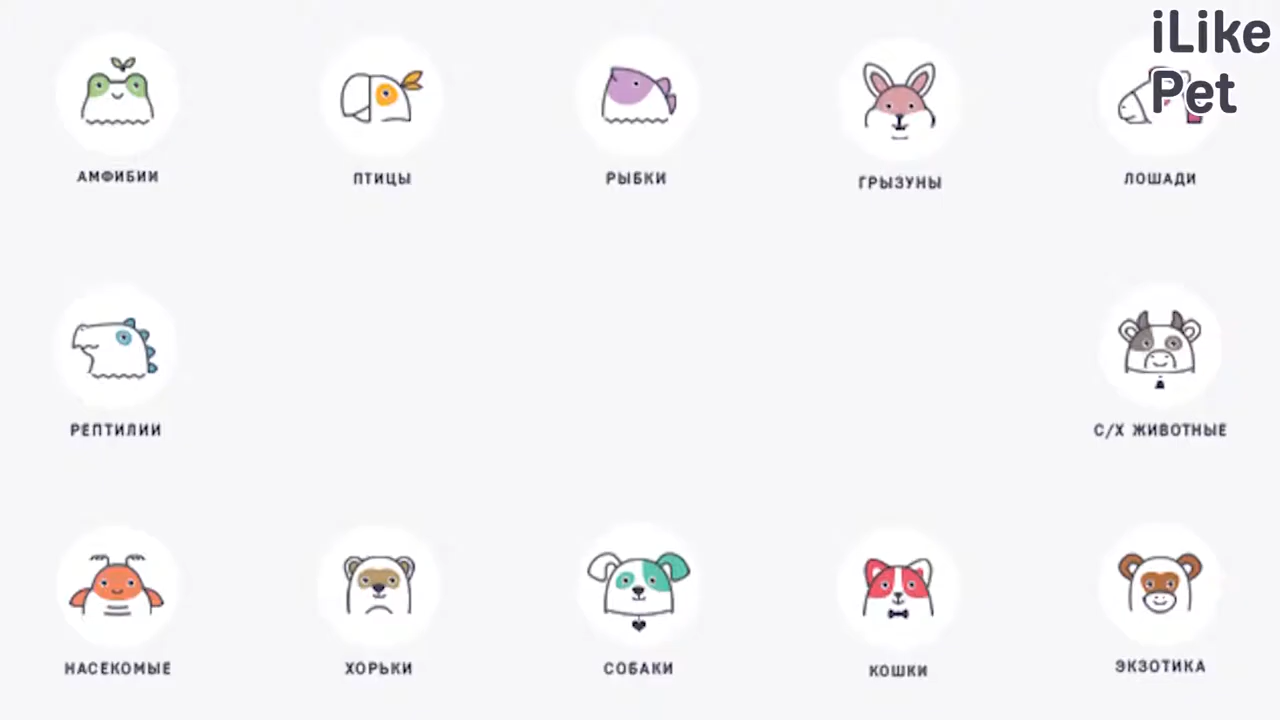 iLike
Pet
АМФИБИИ
ПТИЦЫ
РЫБКИ
ГРЫЗУНЫ
ЛОШАДИ
РЕПТИЛИИ
С/Х ЖИВОТНЫЕ
НАСЕКОМЫЕ
ХОРЬКИ
СОБАКИ
КОШКИ
ЭКЗОТИКА